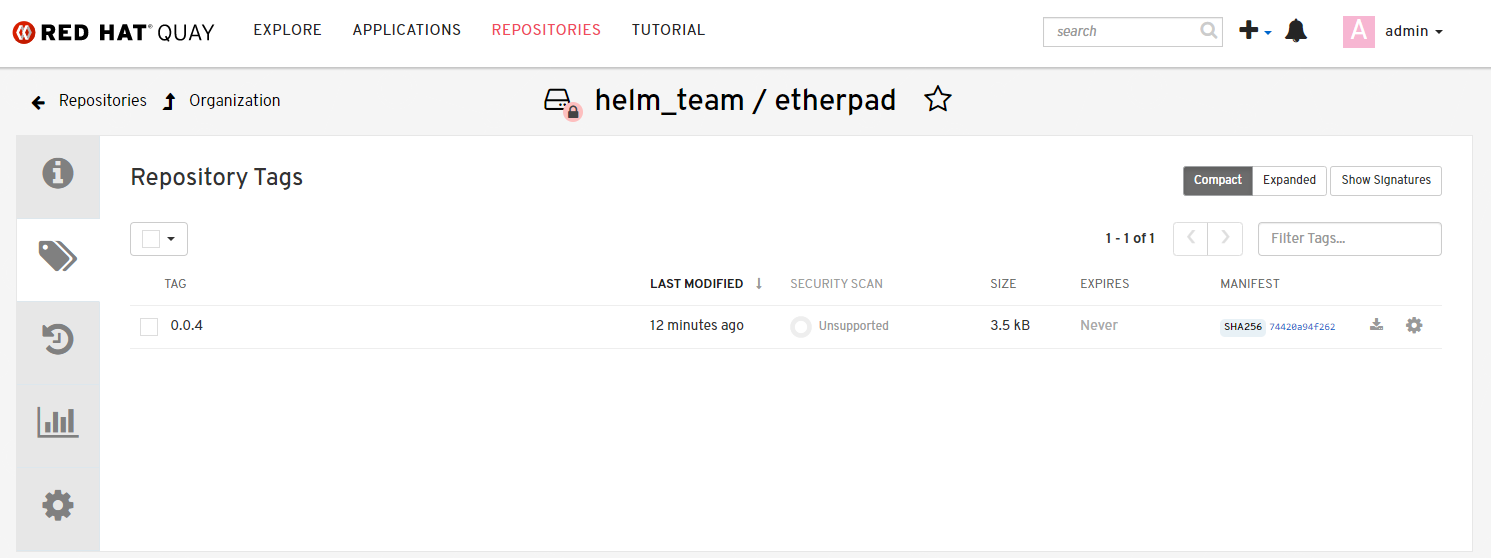 RED HAT® QUAY EXPLORE APPLICATIONS REPOSITORIES TUTORIAL search A admin
Repositories Organization helm_team / etherpad
Repository Tags Compact Expanded Show Signatures
1 - 1 of 1 Filter Tags...
TAG LAST MODIFIED SECURITY SCAN SIZE EXPIRES MANIFEST
0.0.4 12 minutes ago Unsupported 3.5 kB Never SHA256 74420a94f262